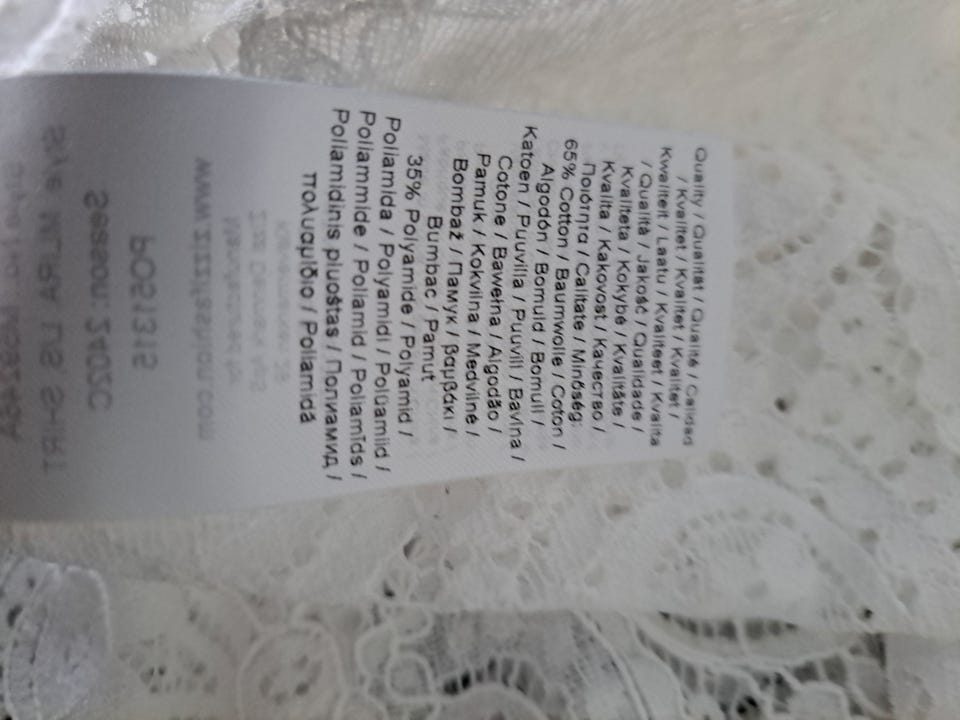 Quality / Qualität / Qualité / Calidad
/ Kvalitet / Kvalitet / Kvalitet /
Kwaliteit / Laatu / Kvaliteet / Kvalita
/ Qualità / Jakość / Qualidade /
Kvaliteta / Kokybė / Kvalitāte /
Kvalita / Kakovost / Качество /
Ποιότητα / Calitate / Minőség:
65% Cotton / Baumwolle / Coton /
Algodón / Bomuld / Bomull /
Katoen / Puuvilla / Puuvill / Bavlna /
Cotone / Bawełna / Algodão /
Pamuk / Kokvilna / Medvilnė /
Bombaž / Памук / βαμβάκι /
Bumbac / Pamut
35% Polyamide / Polyamid /
Poliamida / Polyamidi / Polüamiid /
Poliammide / Poliamid / Poliamīds /
Poliamidinis pluoštas / Полиамид /
πολυαμίδιο / Poliamidă